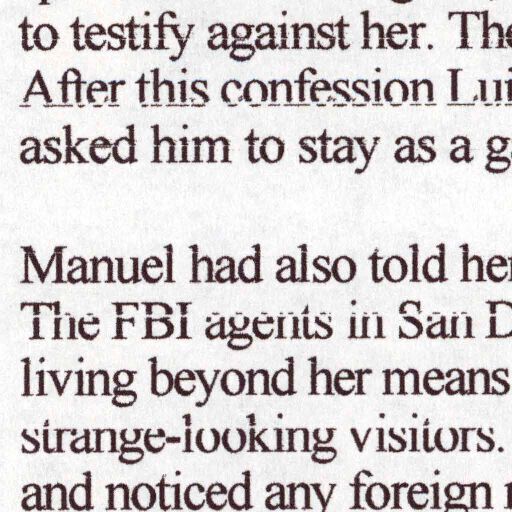 to testify against her. The
After this confession Lui
asked him to stay as a g
Manuel had also told her
The FBI agents in San D
living beyond her means
strange-looking visitors.
and noticed any foreign